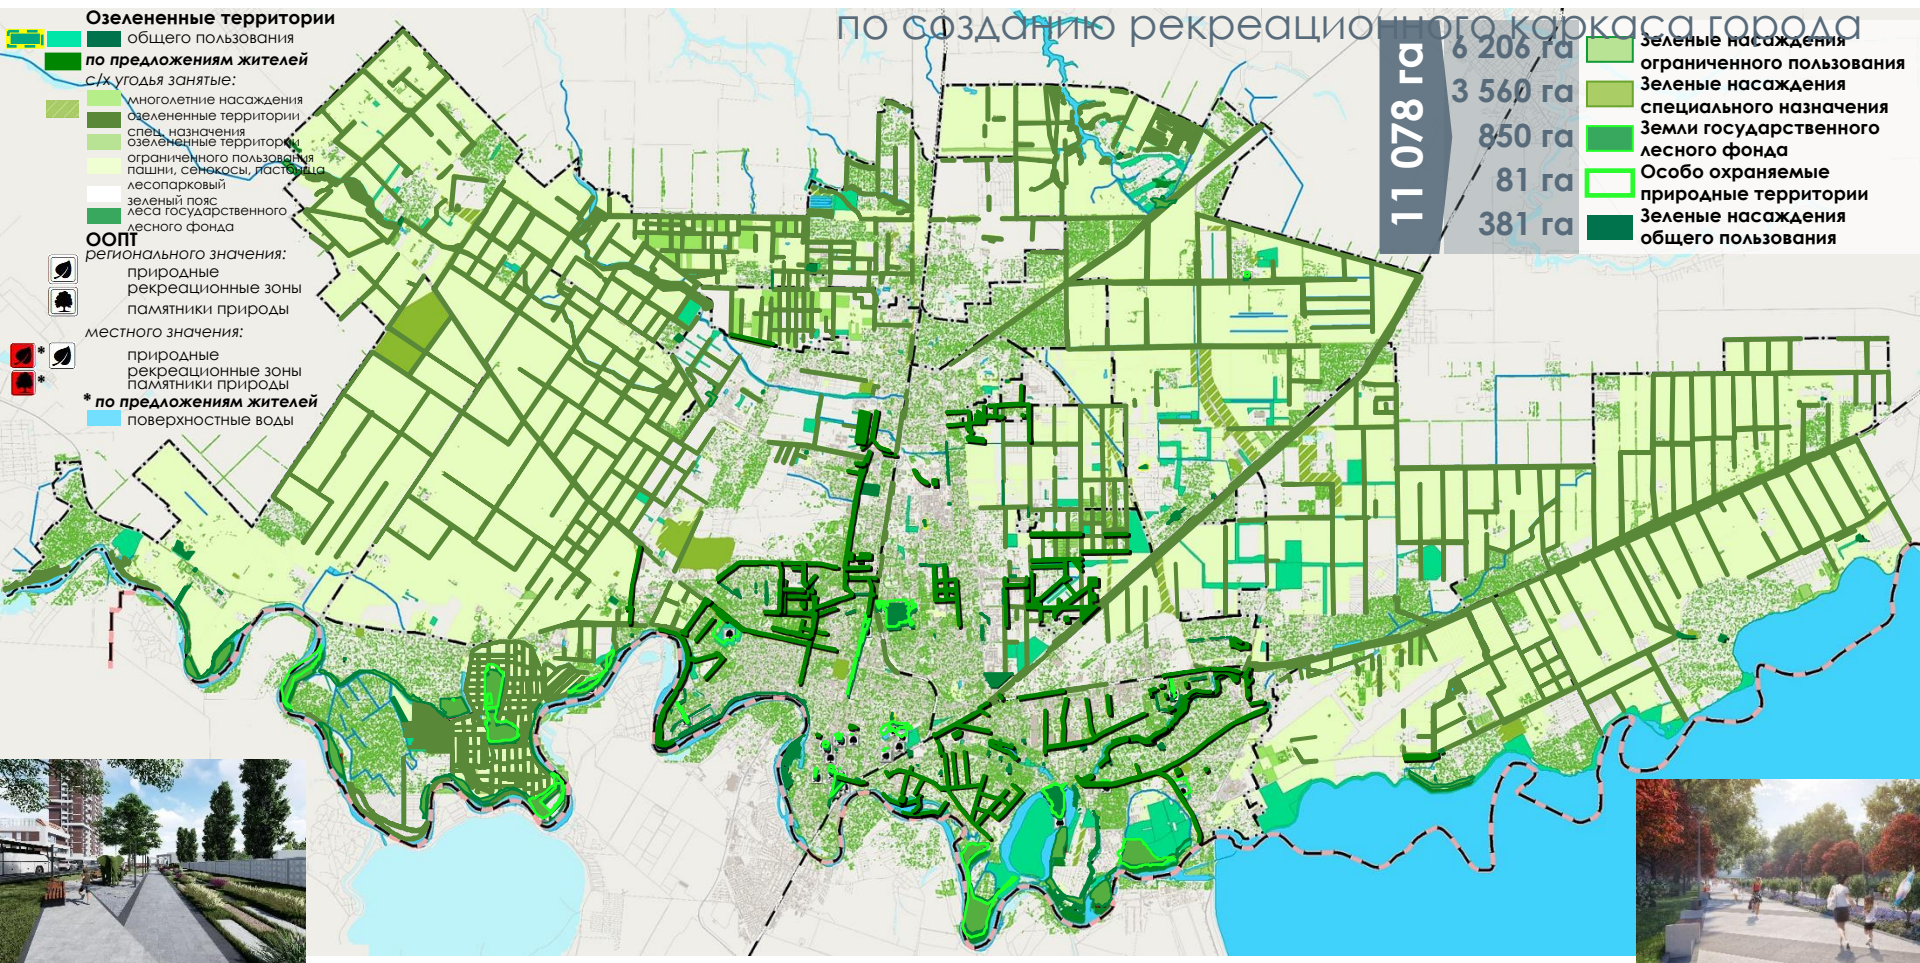 по созданию рекреационного каркаса города
Озелененные территории
общего пользования
по предложениям жителей
с/х угодья занятые:
многолетние насаждения
озелененные территории
спец. назначения
озелененные территории
ограниченного пользования
пашни, сенокосы, пастбища
лесопарковый
зеленый пояс
леса государственного
лесного фонда
ООПТ
регионального значения:
природные
рекреационные зоны
памятники природы
местного значения:
* природные
рекреационные зоны
* памятники природы
* по предложениям жителей
поверхностные воды
11 078 га
6 206 га
3 560 га
850 га
81 га
381 га
Зеленые насаждения
ограниченного пользования
Зеленые насаждения
специального назначения
Земли государственного
лесного фонда
Особо охраняемые
природные территории
Зеленые насаждения
общего пользования